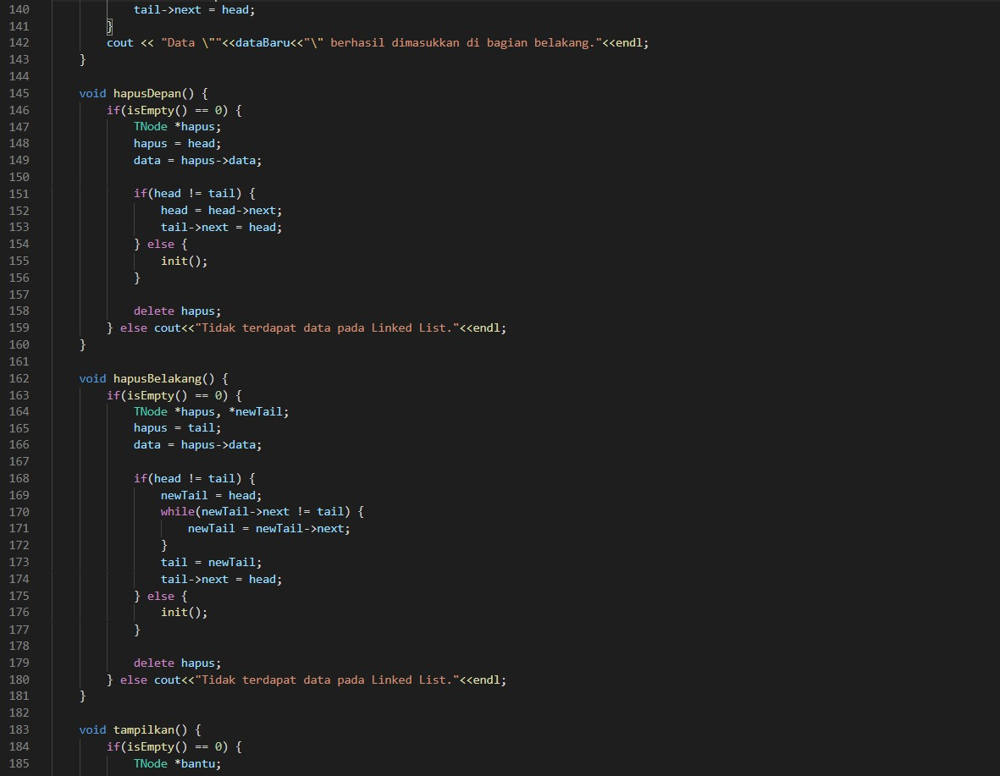 140 tail->next = head;
141 }
142 cout << "Data \""<<dataBaru<<"\" berhasil dimasukkan di bagian belakang."<<endl;
143 }
144
145 void hapusDepan() {
146 if(isEmpty() == 0) {
147 TNode *hapus;
148 hapus = head;
149 data = hapus->data;
150
151 if(head != tail) {
152 head = head->next;
153 tail->next = head;
154 } else {
155 init();
156 }
157
158 delete hapus;
159 } else cout<<"Tidak terdapat data pada Linked List."<<endl;
160 }
161
162 void hapusBelakang() {
163 if(isEmpty() == 0) {
164 TNode *hapus, *newTail;
165 hapus = tail;
166 data = hapus->data;
167
168 if(head != tail) {
169 newTail = head;
170 while(newTail->next != tail) {
171 newTail = newTail->next;
172 }
173 tail = newTail;
174 tail->next = head;
175 } else {
176 init();
177 }
178
179 delete hapus;
180 } else cout<<"Tidak terdapat data pada Linked List."<<endl;
181 }
182
183 void tampilkan() {
184 if(isEmpty() == 0) {
185 TNode *bantu;